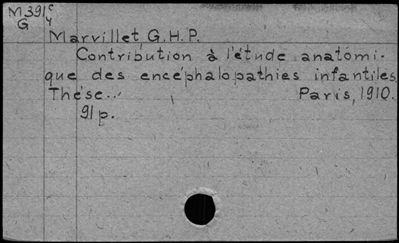 M391c
G 4
Marvillet, G.H.P.
Contribution à l'étude anatomi-
que des encéphalopathies infantiles
Thèse... Paris, 1910.
91 p.